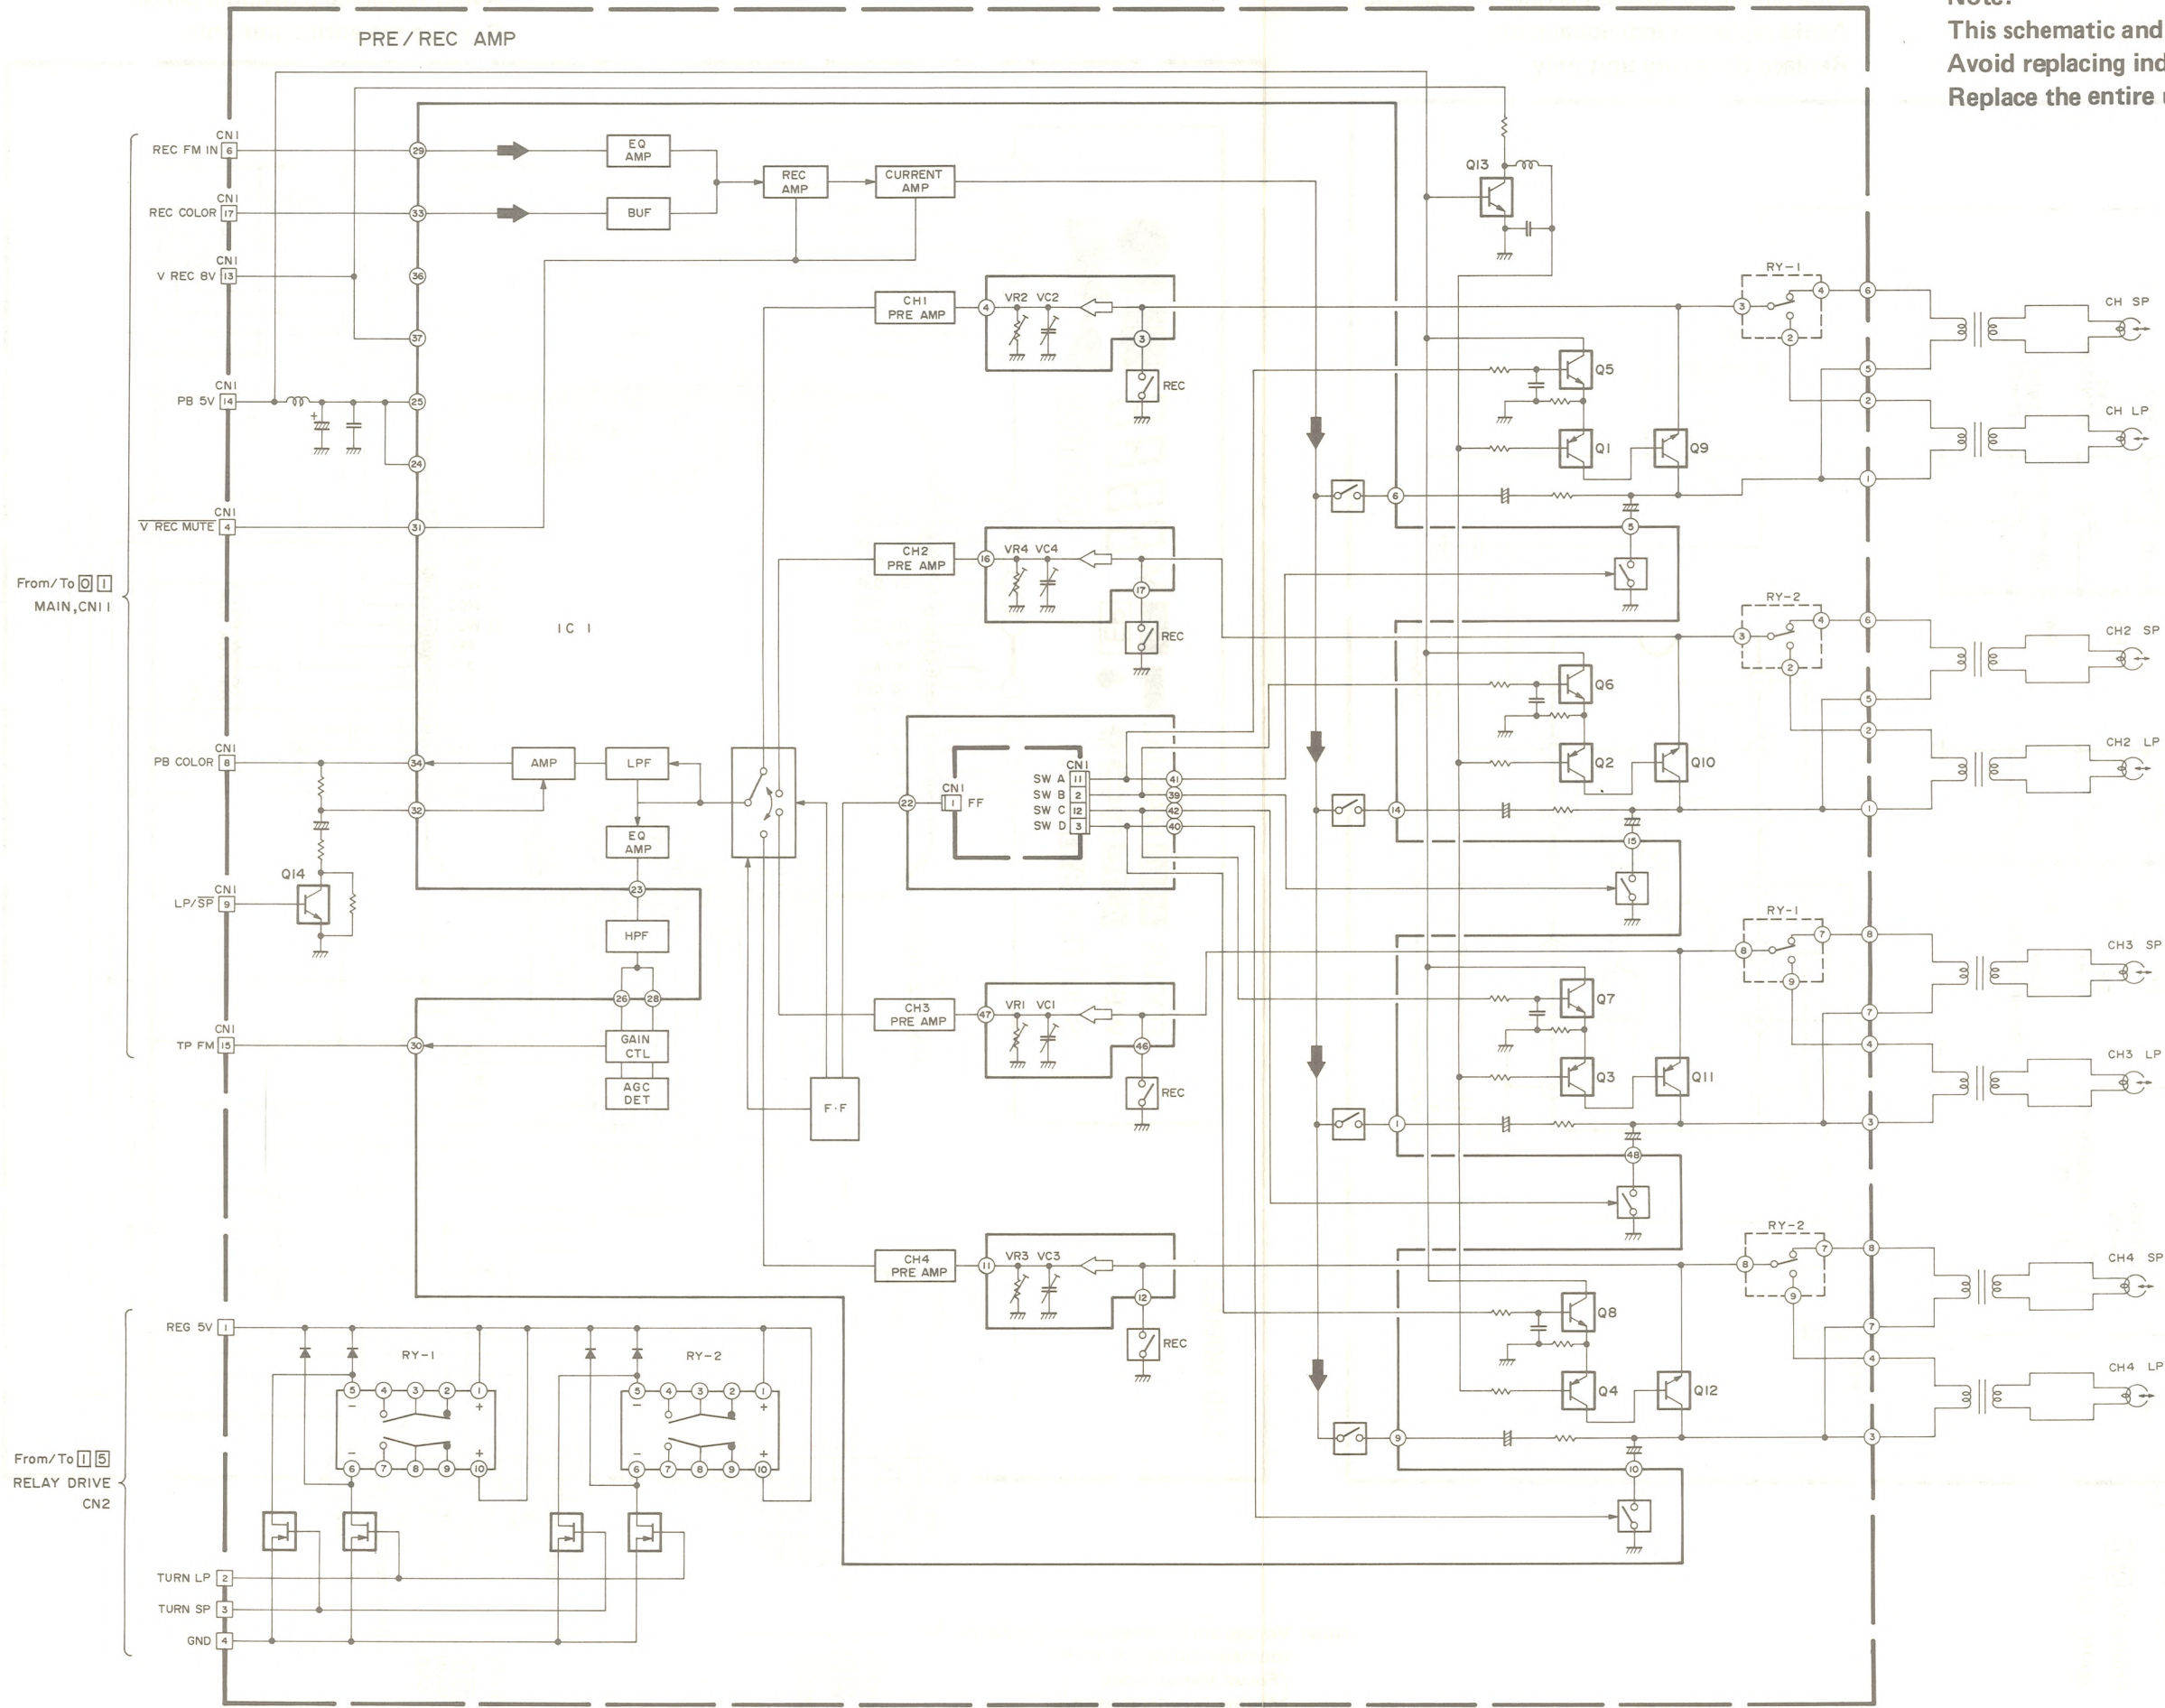 Note:
This schematic and
Avoid replacing ind
Replace the entire
PRE/REC AMP
CN1
REC FM IN 6
29
EQ
AMP
REC
AMP
CURRENT
AMP
CN1
REC COLOR 17
33
BUF
CN1
V REC 8V 13
36
37
CN1
PB 5V 14
25
24
CN1
V REC MUTE 4
31
From/To 0 1
MAIN,CN11
IC 1
CN1
PB COLOR 8
34
AMP
LPF
32
EQ
AMP
CN1
LP/SP 9
Q14
23
HPF
26 28
CN1
TP FM 15
30
GAIN
CTL
AGC
DET
F·F
CH1
PRE AMP
4
VR2 VC2
3
REC
CH2
PRE AMP
16
VR4 VC4
17
REC
22
CN1
1 FF
CN1
SW A 11
SW B 2
SW C 12
SW D 3
41
39
42
40
CH3
PRE AMP
47
VR1 VC1
46
REC
CH4
PRE AMP
11
VR3 VC3
12
REC
Q13
Q5
Q1
Q9
6
5
RY-1
3 4
2
6
5
2
1
CH SP
CH LP
Q6
Q2
Q10
14
15
RY-2
3 4
2
6
5
2
1
CH2 SP
CH2 LP
Q7
Q3
Q11
1
48
RY-1
8 7
9
8
7
4
3
CH3 SP
CH3 LP
Q8
Q4
Q12
9
10
RY-2
8 7
9
8
7
4
3
CH4 SP
CH4 LP
REG 5V 1
RY-1
5 4 3 2 1
- +
- +
6 7 8 9 10
RY-2
5 4 3 2 1
- +
- +
6 7 8 9 10
From/To 1 5
RELAY DRIVE
CN2
TURN LP 2
TURN SP 3
GND 4